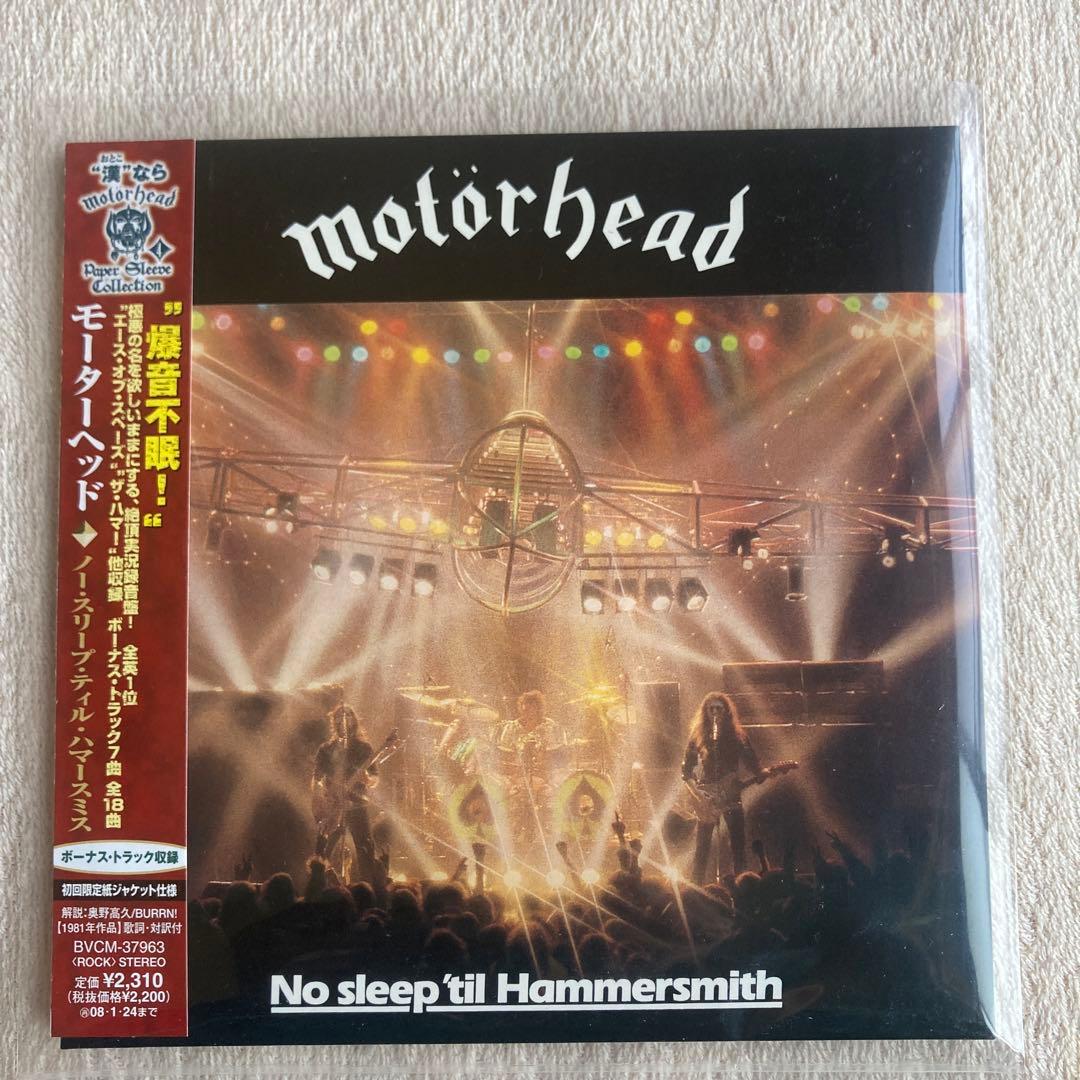 おとこ
"漢"なら
motörhead
1
Paper Sleeve
Collection
"爆音不眠!"
極悪の名を欲しいままにする、絶頂実況録音盤! 全英1位
"エース・オブ・スペーズ""ザ・ハマー"他収録 ボーナス・トラック7曲 全18曲
モーターヘッド
ノー・スリープ・ティル・ハマースミス
ボーナス・トラック収録
初回限定紙ジャケット仕様
解説:奥野高久/BURRN!
【1981年作品】歌詞・対訳付
BVCM-37963
〈ROCK〉STEREO
定価 ¥2,310
(税抜価格¥2,200)
再08・1・24まで
motörhead
No sleep 'til Hammersmith